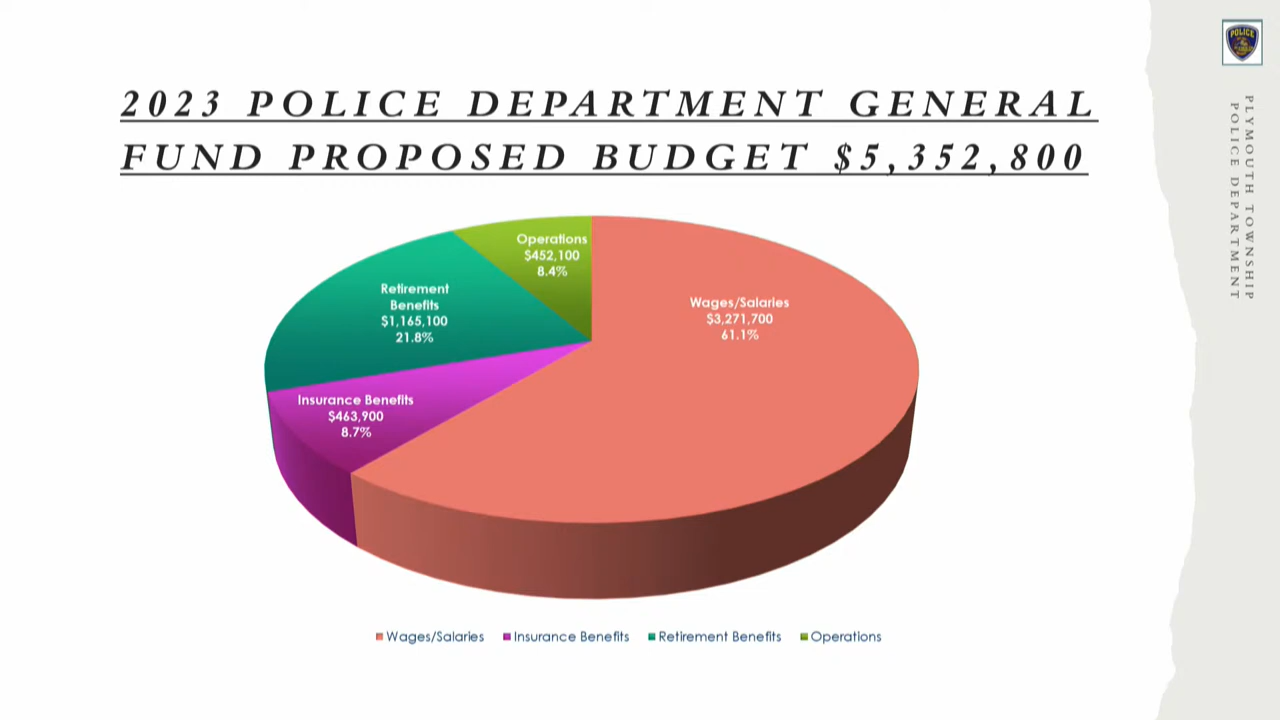 2023 POLICE DEPARTMENT GENERAL
FUND PROPOSED BUDGET $5,352,800
POLICE
PLYMOUTH TOWNSHIP
POLICE DEPARTMENT
Operations
$452,100
8.4%
Retirement
Benefits
$1,165,100
21.8%
Wages/Salaries
$3,271,700
61.1%
Insurance Benefits
$463,900
8.7%
Wages/Salaries Insurance Benefits Retirement Benefits Operations